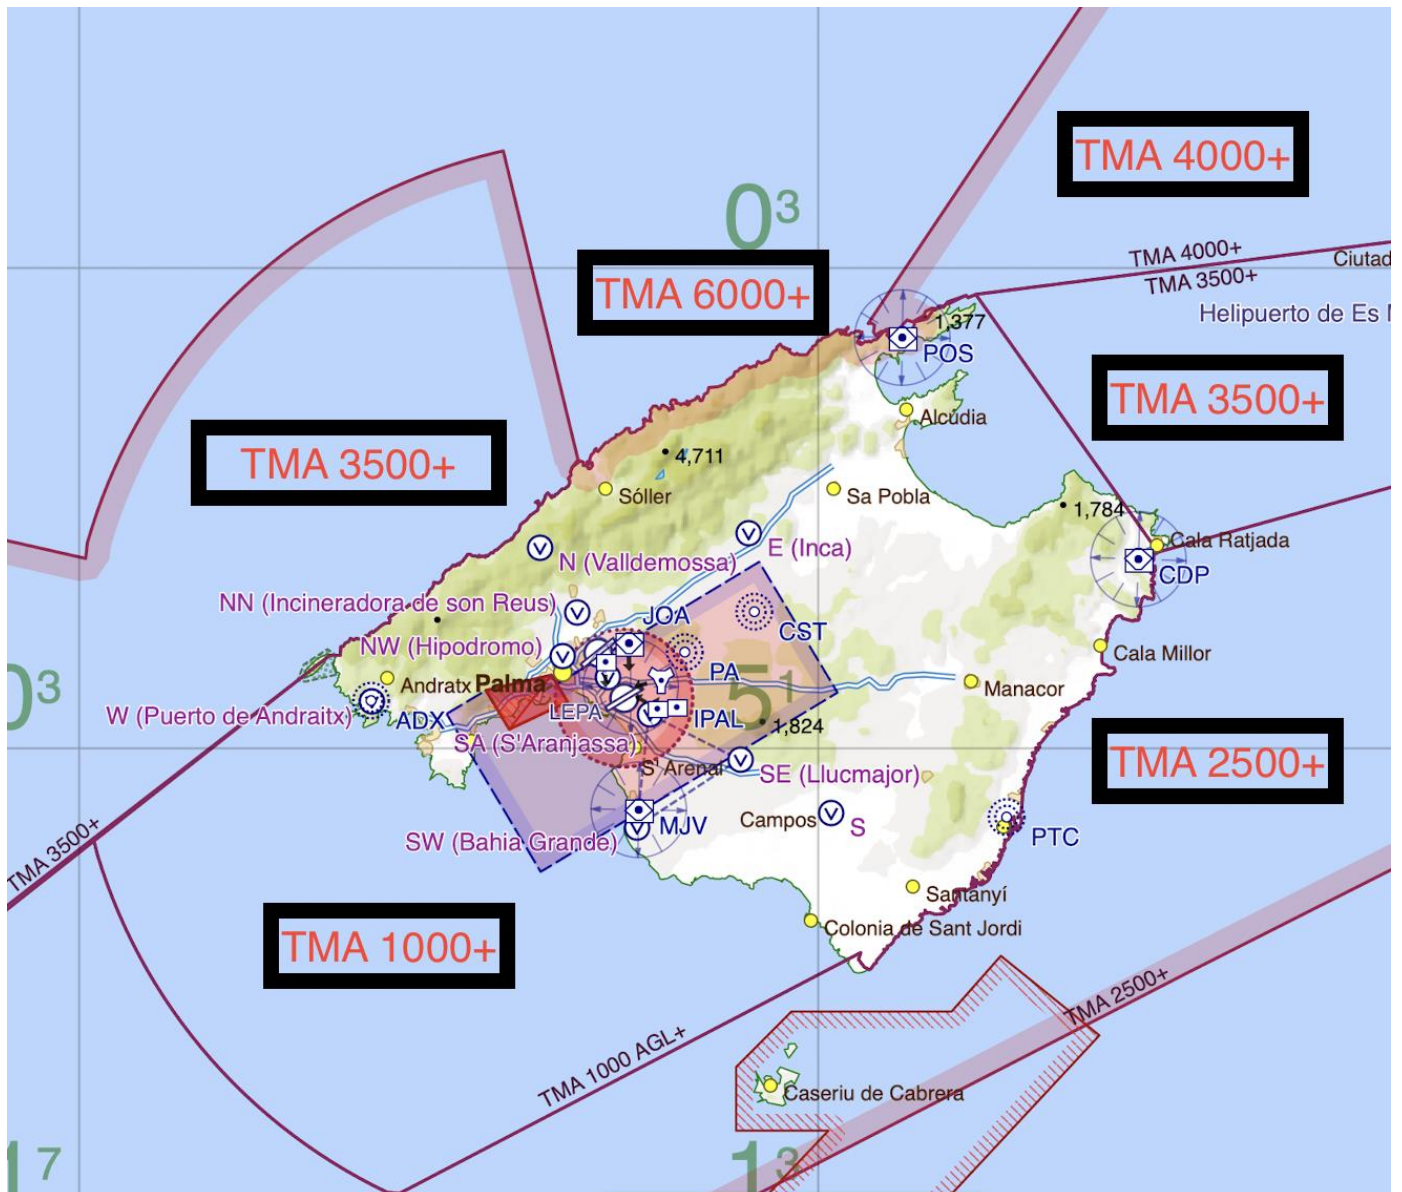 TMA 4000+
0³
TMA 4000+
TMA 3500+
Ciutad
TMA 6000+
Helipuerto de Es
1,377
POS
TMA 3500+
Alcúdia
TMA 3500+
4,711
Sóller
Sa Pobla
1,784
Cala Ratjada
N (Valldemossa)
E (Inca)
CDP
NN (Incineradora de son Reus)
JOA
CST
NW (Hipodromo)
Cala Millor
0³
Andratx
Palma
PA
5¹
Manacor
W (Puerto de Andraitx)
ADX
LEPA
IPAL
1,824
SA (S'Aranjassa)
S'Arenal
SE (Llucmajor)
TMA 2500+
SW (Bahia Grande)
MJV
Campos
S
PTC
TMA 3500+
Santanyí
Colonia de Sant Jordi
TMA 1000+
TMA 2500+
TMA 1000 AGL+
Caseriu de Cabrera
1⁷
1³